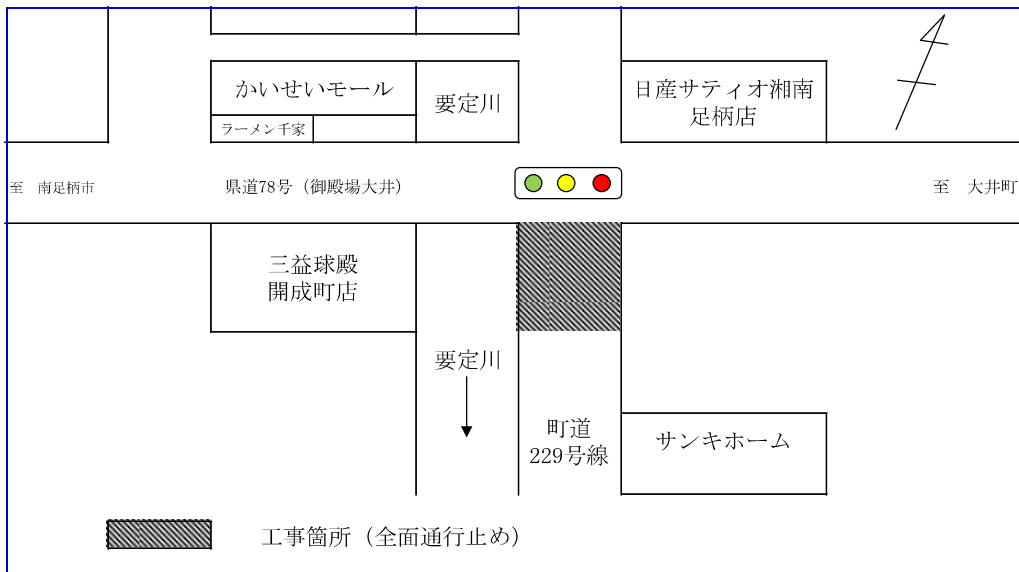 かいせいモール
要定川
日産サティオ湘南
足柄店
ラーメン千家
至　南足柄市
県道78号（御殿場大井）
至　大井町
三益球殿
開成町店
要定川
町道
229号線
サンキホーム
工事箇所（全面通行止め）